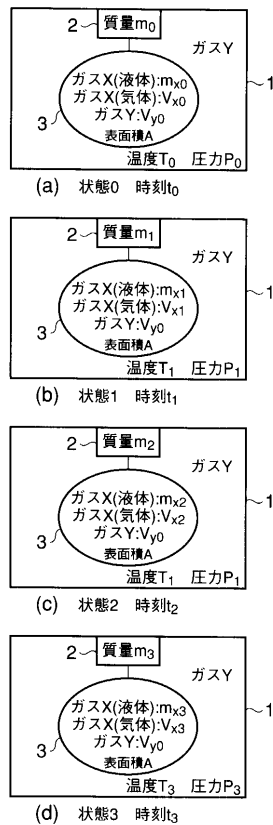 2 質量m₀
ガスY
1
ガスX(液体):mₓ₀
ガスX(気体):Vₓ₀
ガスY:Vy₀
3
表面積A
温度T₀ 圧力P₀
(a) 状態0 時刻t₀
2 質量m₁
ガスY
1
ガスX(液体):mₓ₁
ガスX(気体):Vₓ₁
ガスY:Vy₀
3
表面積A
温度T₁ 圧力P₁
(b) 状態1 時刻t₁
2 質量m₂
ガスY
1
ガスX(液体):mₓ₂
ガスX(気体):Vₓ₂
ガスY:Vy₀
3
表面積A
温度T₁ 圧力P₁
(c) 状態2 時刻t₂
2 質量m₃
ガスY
1
ガスX(液体):mₓ₃
ガスX(気体):Vₓ₃
ガスY:Vy₀
3
表面積A
温度T₃ 圧力P₃
(d) 状態3 時刻t₃